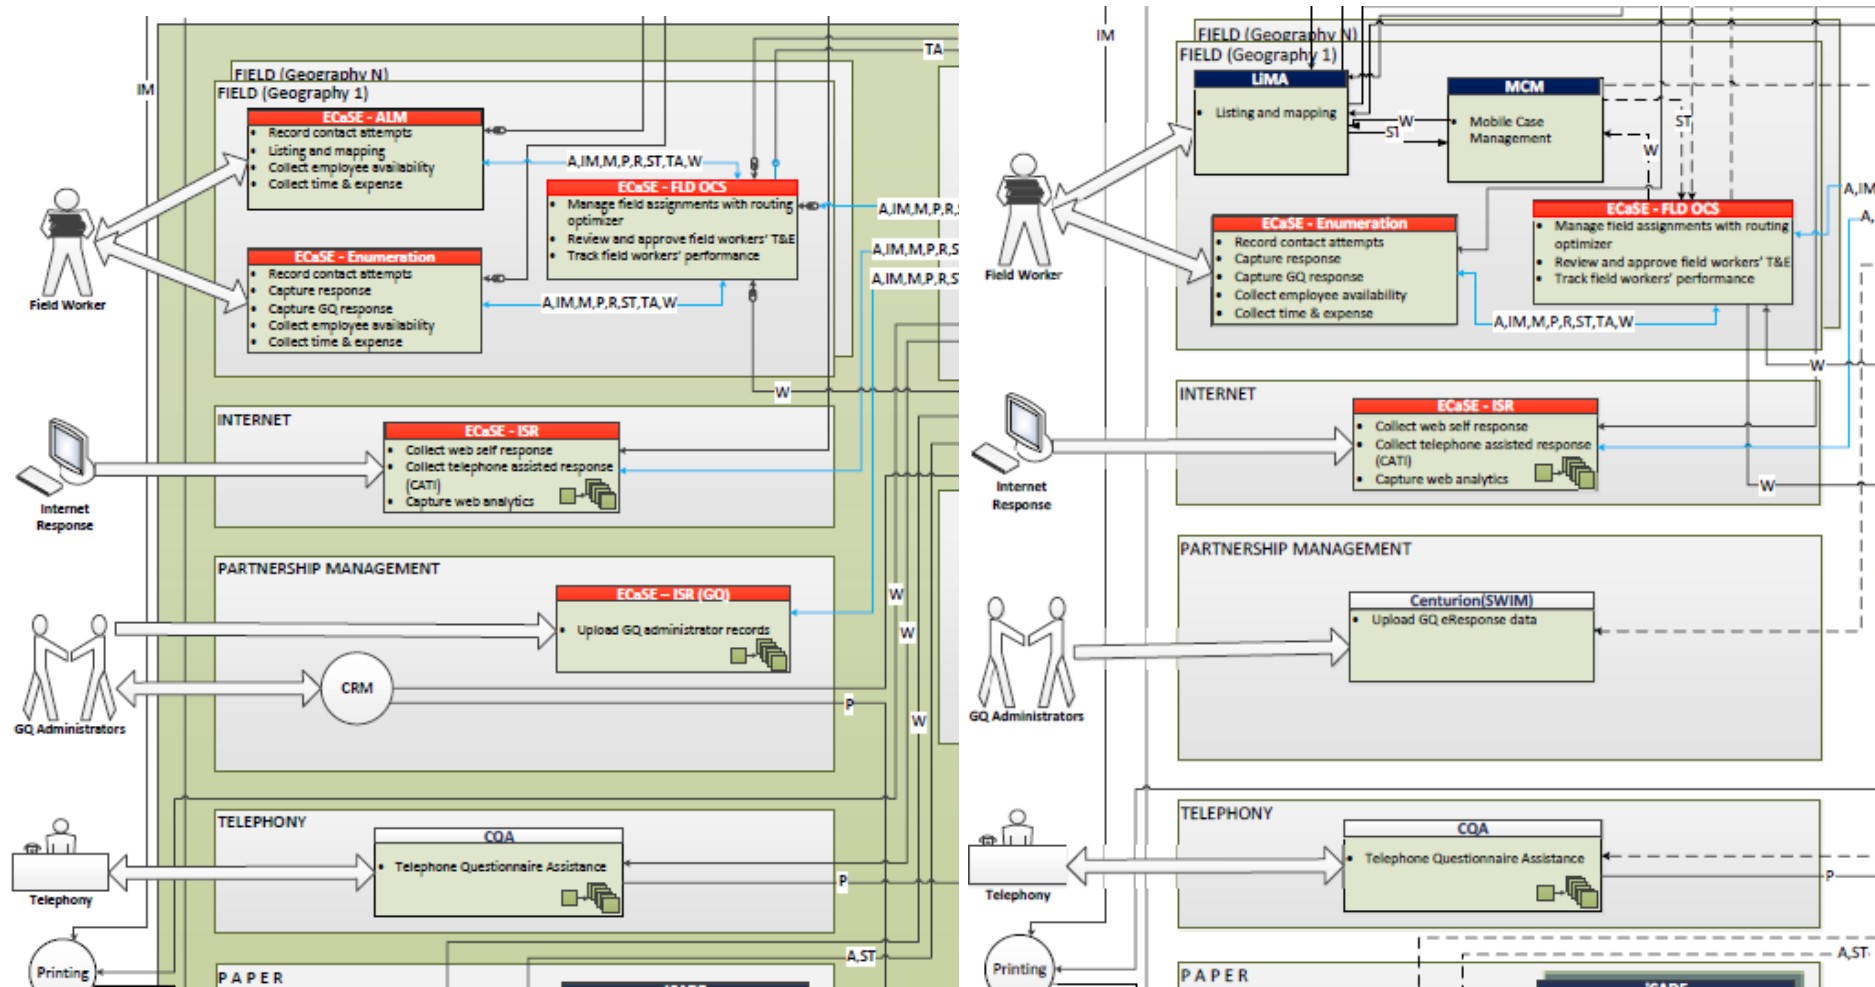 IM
TA
FIELD (Geography N)
FIELD (Geography 1)
ECaSE - ALM
• Record contact attempts
• Listing and mapping
• Collect employee availability
• Collect time & expense
A,IM,M,P,R,ST,TA,W
ECaSE - FLD OCS
• Manage field assignments with routing
optimizer
• Review and approve field workers' T&E
• Track field workers' performance
A,IM,M,P,R,S
A,IM,M,P,R,S
A,IM,M,P,R,S
ECaSE - Enumeration
• Record contact attempts
• Capture response
• Capture GQ response
• Collect employee availability
• Collect time & expense
A,IM,M,P,R,ST,TA,W
Field Worker
W
INTERNET
ECaSE - ISR
• Collect web self response
• Collect telephone assisted response
(CATI)
• Capture web analytics
Internet
Response
PARTNERSHIP MANAGEMENT
ECaSE – ISR (GQ)
• Upload GQ administrator records
W
W
CRM
P
W
GQ Administrators
TELEPHONY
CQA
• Telephone Questionnaire Assistance
P
Telephony
A,ST
Printing
PAPER
IM
FIELD (Geography N)
FIELD (Geography 1)
LiMA
• Listing and mapping
W
ST
MCM
• Mobile Case
Management
ST
W
A,IM
A,
ECaSE - FLD OCS
• Manage field assignments with routing
optimizer
• Review and approve field workers' T&E
• Track field workers' performance
ECaSE - Enumeration
• Record contact attempts
• Capture response
• Capture GQ response
• Collect employee availability
• Collect time & expense
A,IM,M,P,R,ST,TA,W
Field Worker
W
INTERNET
ECaSE - ISR
• Collect web self response
• Collect telephone assisted response
(CATI)
• Capture web analytics
W
Internet
Response
PARTNERSHIP MANAGEMENT
Centurion(SWIM)
• Upload GQ eResponse data
GQ Administrators
TELEPHONY
CQA
• Telephone Questionnaire Assistance
P
Telephony
A,ST
Printing
PAPER